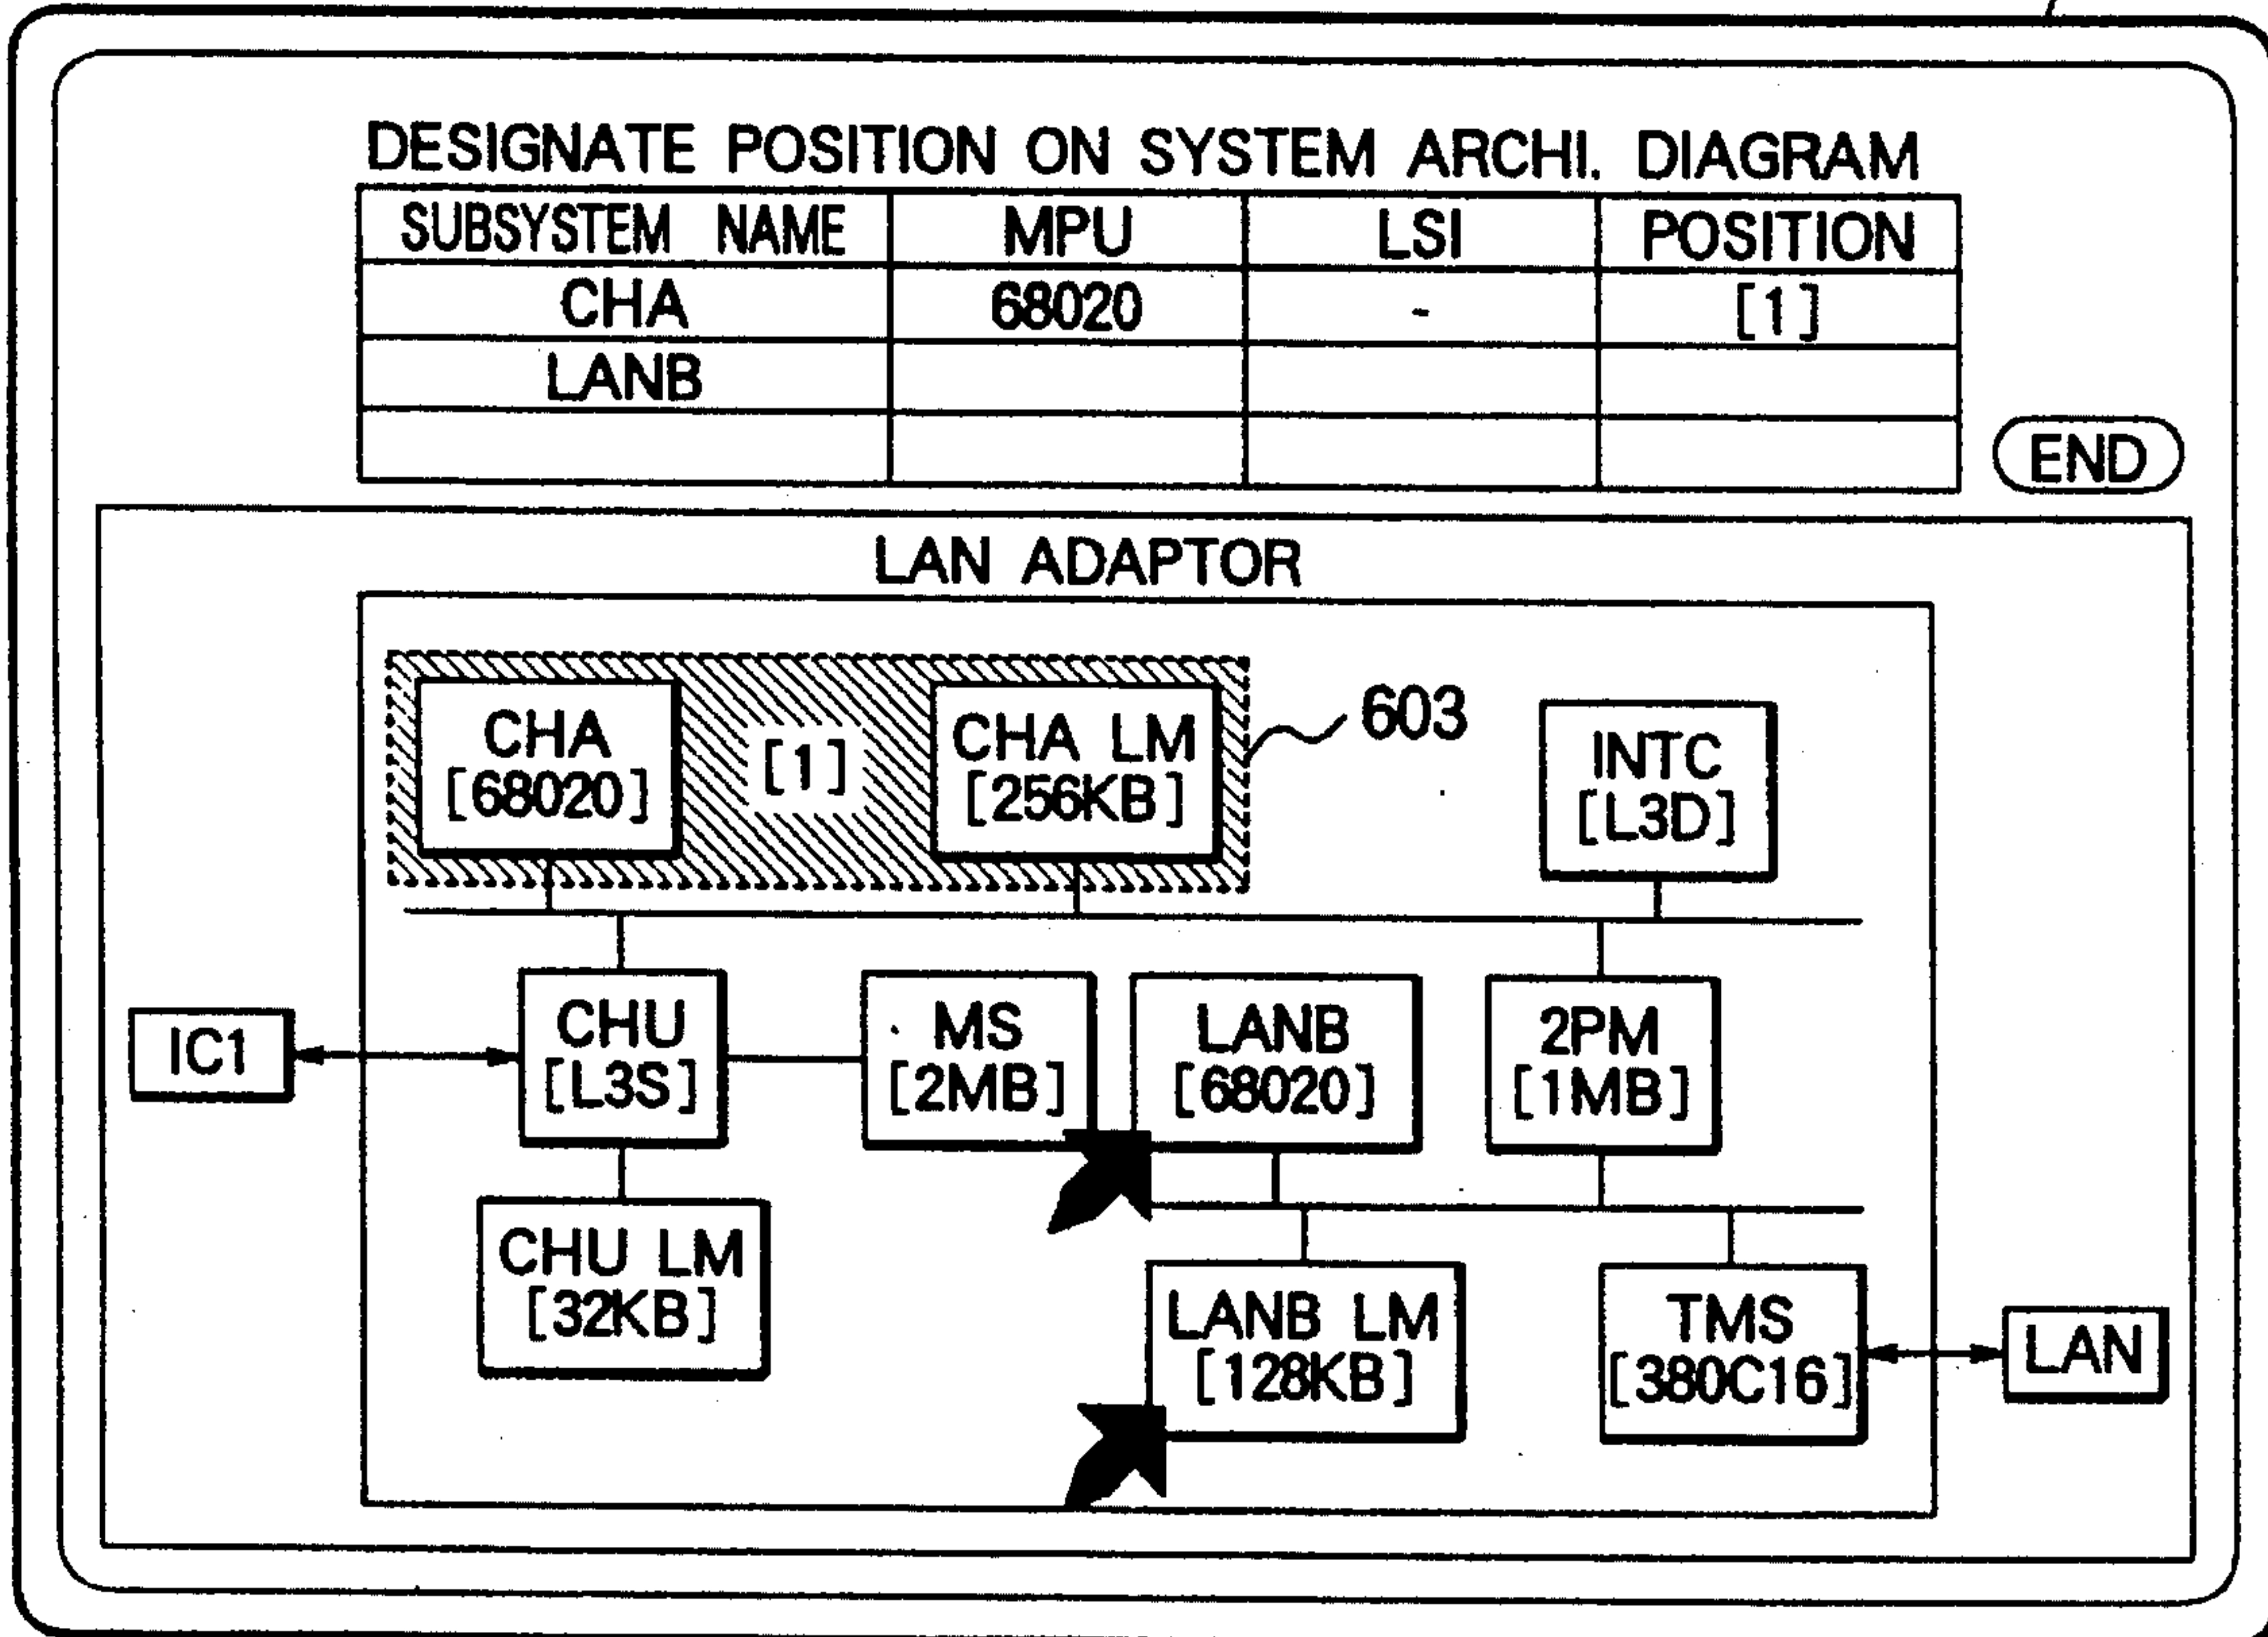 DESIGNATE POSITION ON SYSTEM ARCHI. DIAGRAM
SUBSYSTEM NAME MPU LSI POSITION
CHA 68020 - [1]
LANB
END
LAN ADAPTOR
CHA
[68020]
[1]
CHA LM
[256KB]
603
INTC
[L3D]
IC1
CHU
[L3S]
MS
[2MB]
LANB
[68020]
2PM
[1MB]
CHU LM
[32KB]
LANB LM
[128KB]
TMS
[380C16]
LAN